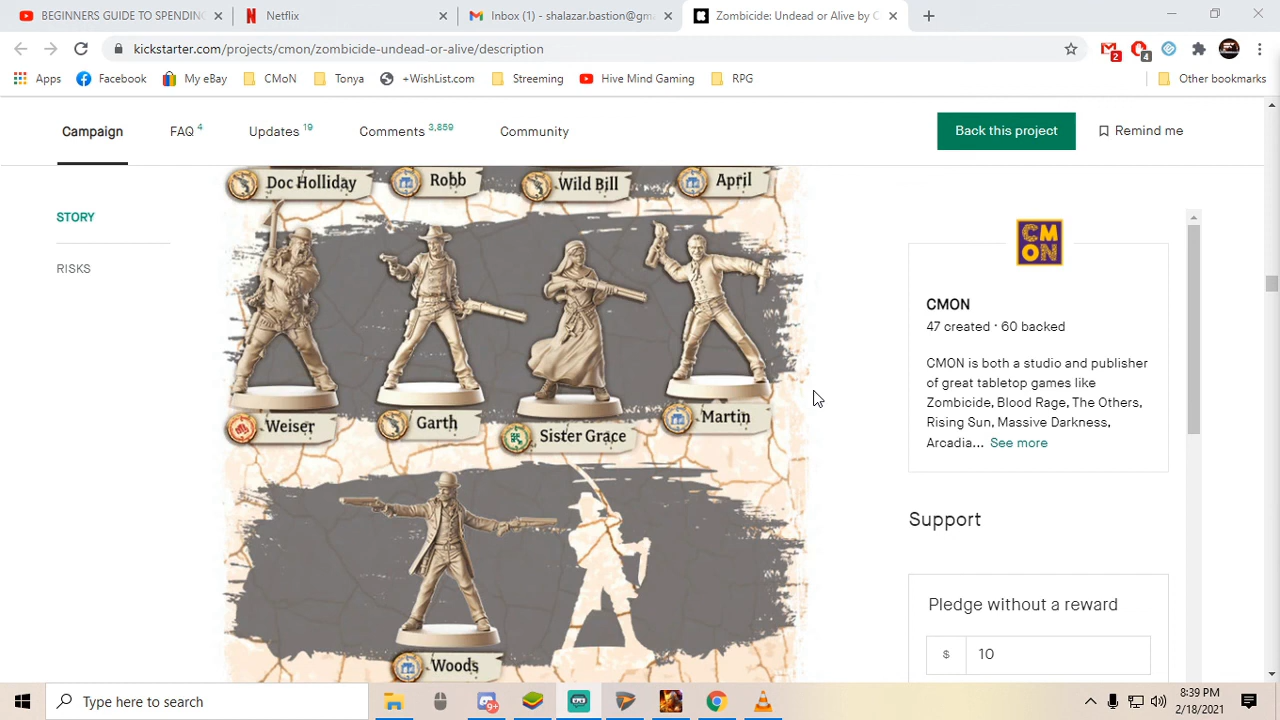 BEGINNERS GUIDE TO SPENDING
Netflix
Inbox (1) - shalazar.bastion@gm
Zombicide: Undead or Alive by C
kickstarter.com/projects/cmon/zombicide-undead-or-alive/description
2
4
Apps
Facebook
My eBay
CMoN
Tonya
+WishList.com
Streeming
Hive Mind Gaming
RPG
Other bookmarks
Campaign
FAQ 4
Updates 19
Comments 3,859
Community
Back this project
Remind me
STORY
RISKS
Doc Holliday
Robb
Wild Bill
April
Weiser
Garth
Sister Grace
Martin
Woods
CMON
CMON
47 created · 60 backed
CMON is both a studio and publisher
of great tabletop games like
Zombicide, Blood Rage, The Others,
Rising Sun, Massive Darkness,
Arcadia... See more
Support
Pledge without a reward
$ 10
Type here to search
9+
8:39 PM
2/18/2021